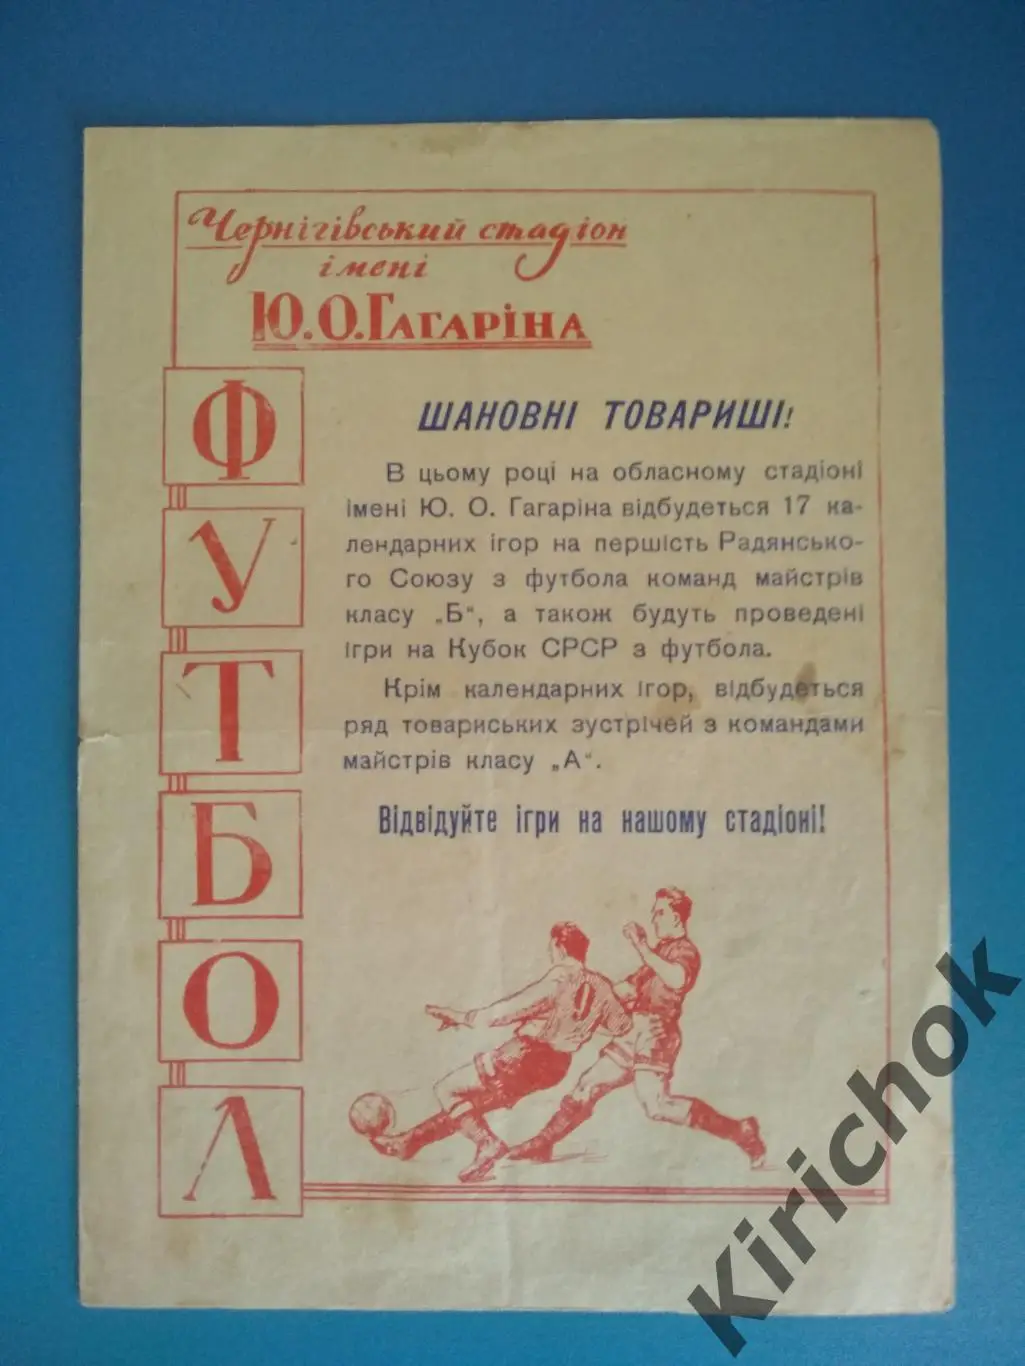 Чернігівський стадіон
імені
Ю.О.ГАГАРІНА
ФУТБОЛ
ШАНОВНІ ТОВАРИШІ!
В цьому році на обласному стадіоні
імені Ю. О. Гагаріна відбудеться 17 ка-
лендарних ігор на першість Радянсько-
го Союзу з футбола команд майстрів
класу „Б“, а також будуть проведені
ігри на Кубок СРСР з футбола.
Крім календарних ігор, відбудеться
ряд товариських зустрічей з командами
майстрів класу „А“.
Відвідуйте ігри на нашому стадіоні!
9
Kirichok